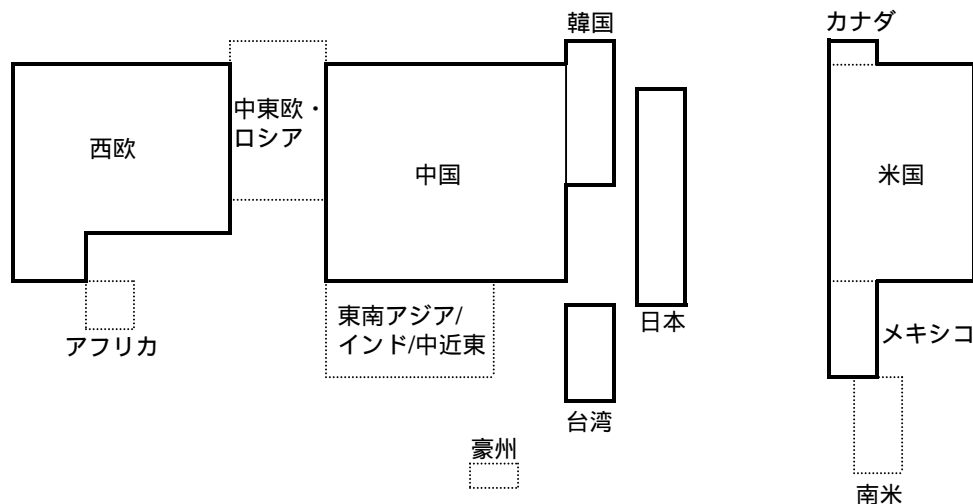 韓国
カナダ
中東欧・
ロシア
西欧
中国
米国
東南アジア/
インド/中近東
日本
アフリカ
メキシコ
台湾
豪州
南米